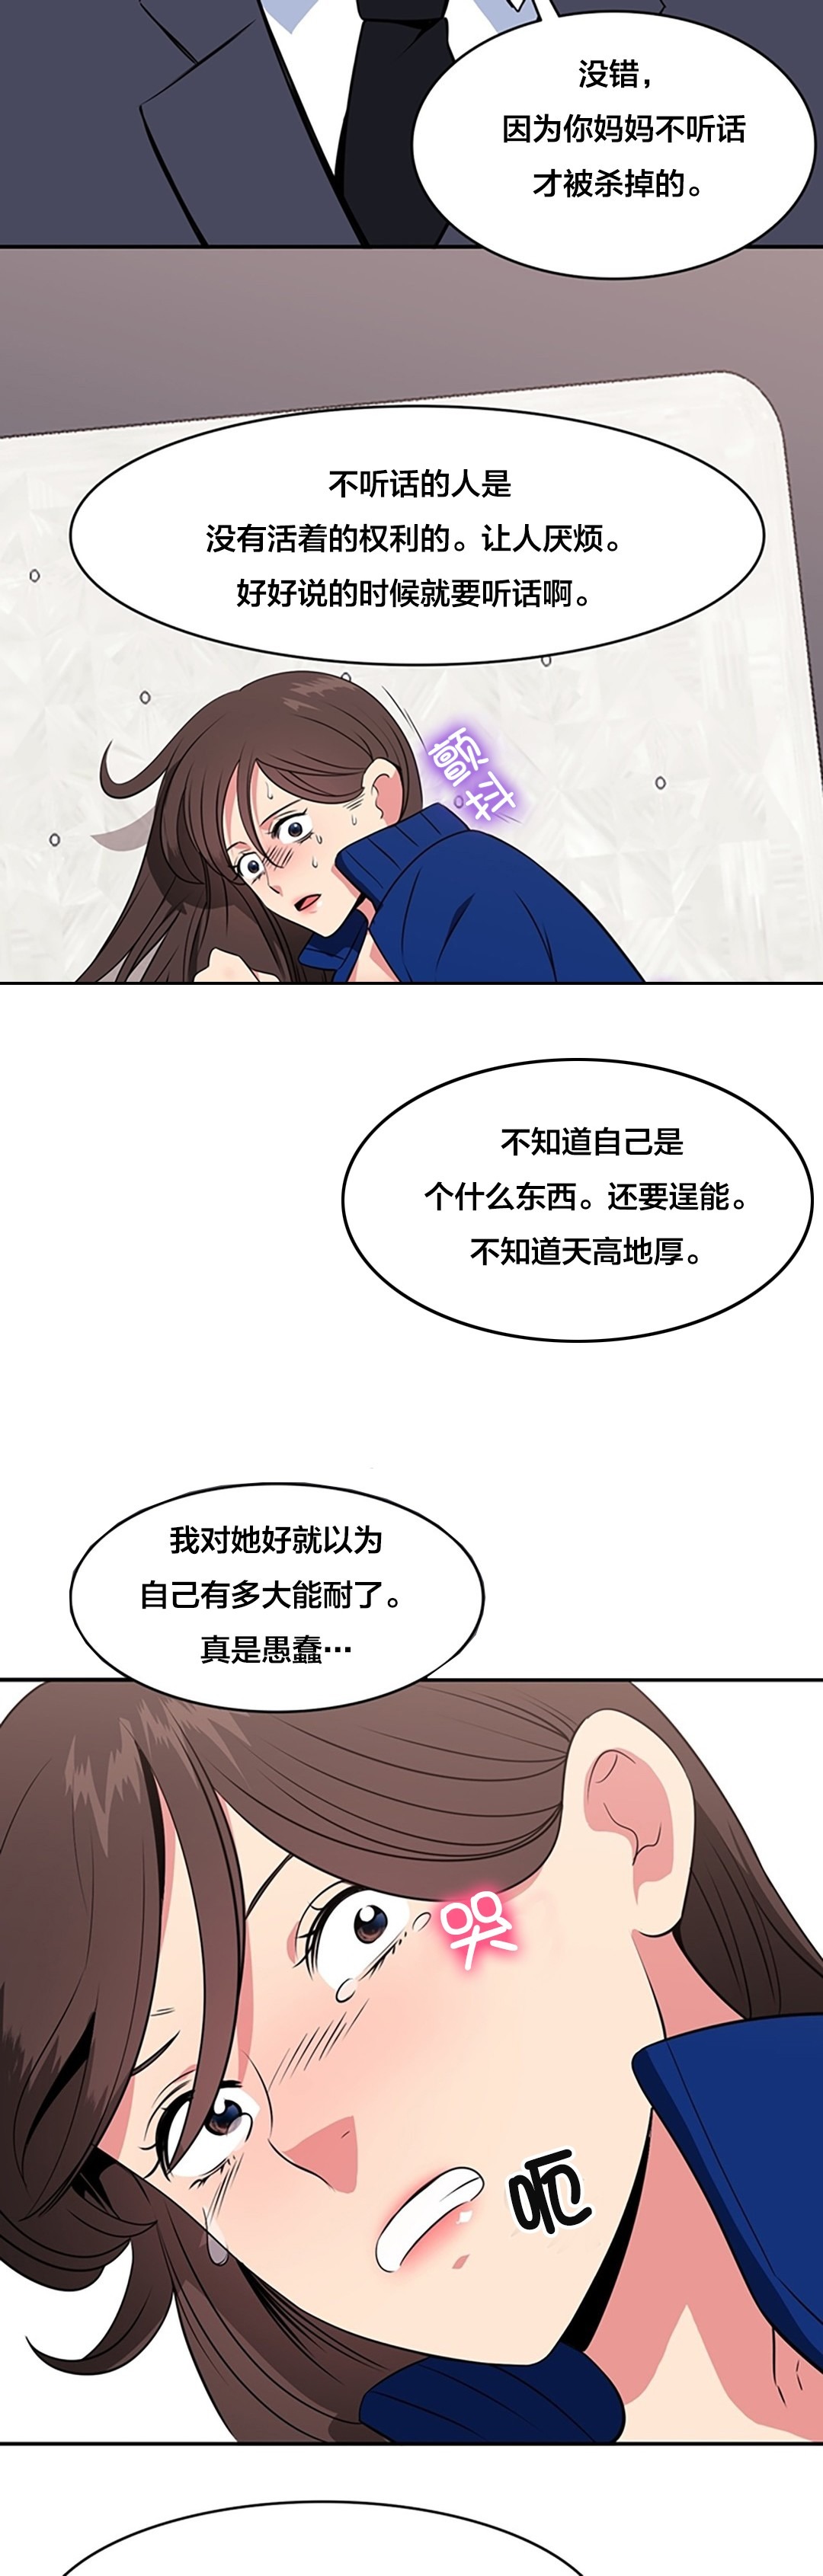 没错，
因为你妈妈不听话
才被杀掉的。
不听话的人是
没有活着的权利的。让人厌烦。
好好说的时候就要听话啊。
颤
抖
不知道自己是
个什么东西。还要逞能。
不知道天高地厚。
我对她好就以为
自己有多大能耐了。
真是愚蠢…
哭
呃